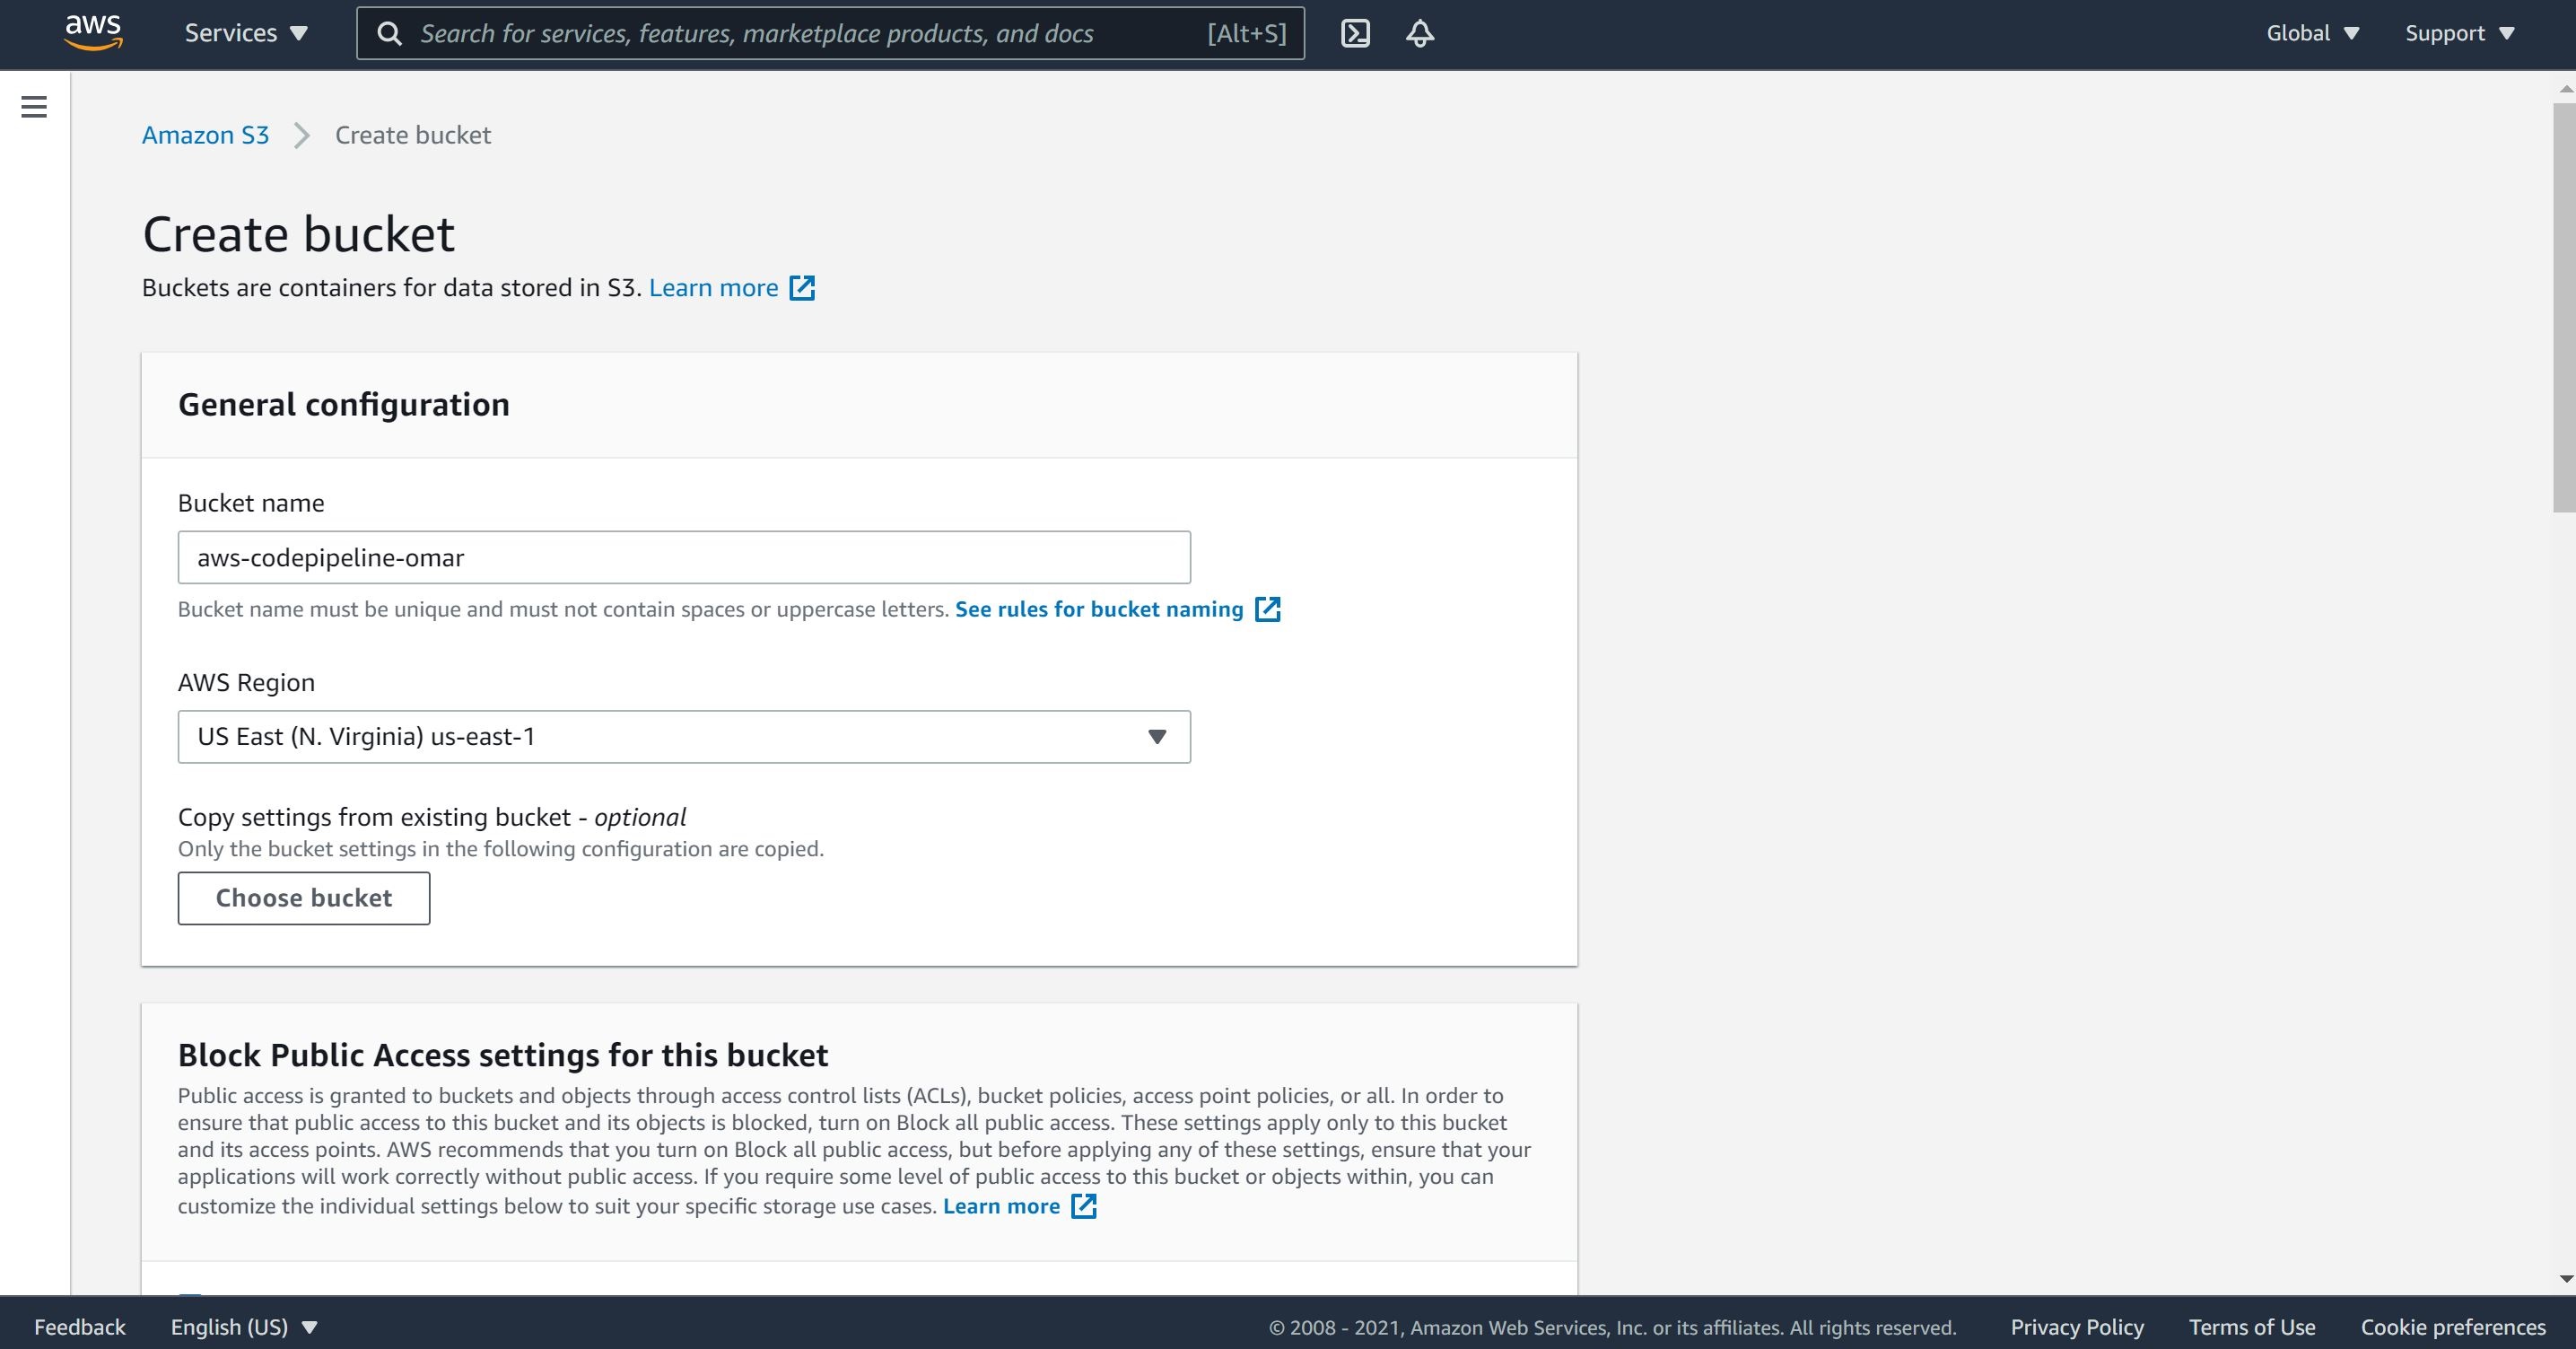 aws
Services
Search for services, features, marketplace products, and docs [Alt+S]
Global
Support
Amazon S3 Create bucket
Create bucket
Buckets are containers for data stored in S3. Learn more
General configuration
Bucket name
aws-codepipeline-omar
Bucket name must be unique and must not contain spaces or uppercase letters. See rules for bucket naming
AWS Region
US East (N. Virginia) us-east-1
Copy settings from existing bucket - optional
Only the bucket settings in the following configuration are copied.
Choose bucket
Block Public Access settings for this bucket
Public access is granted to buckets and objects through access control lists (ACLs), bucket policies, access point policies, or all. In order to
ensure that public access to this bucket and its objects is blocked, turn on Block all public access. These settings apply only to this bucket
and its access points. AWS recommends that you turn on Block all public access, but before applying any of these settings, ensure that your
applications will work correctly without public access. If you require some level of public access to this bucket or objects within, you can
customize the individual settings below to suit your specific storage use cases. Learn more
Feedback
English (US)
© 2008 - 2021, Amazon Web Services, Inc. or its affiliates. All rights reserved.
Privacy Policy
Terms of Use
Cookie preferences